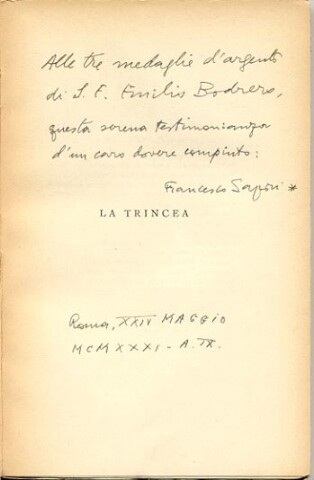 Alle tre medaglie d'argento
di S. E. Emilio Bodrero,
questa serena testimonianza
d'un caro dovere compiuto:
Francesco Sapori *
LA TRINCEA
Roma, XXIV MAGGIO
MCMXXXI - A. IX.